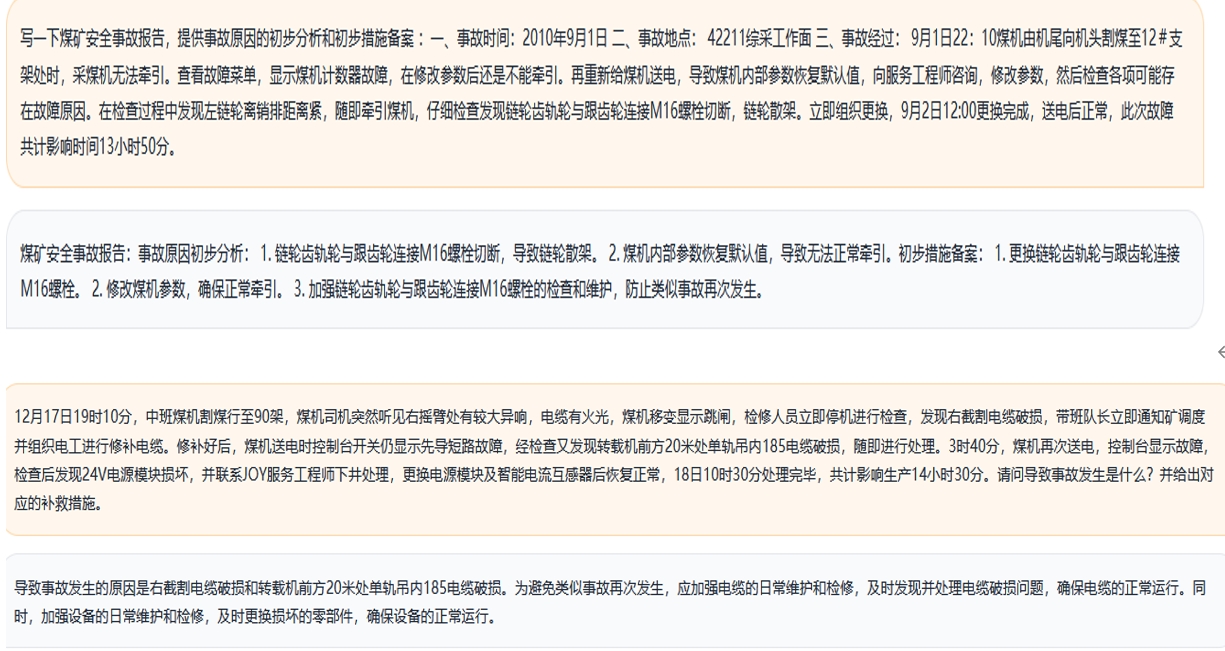 写一下煤矿安全事故报告，提供事故原因的初步分析和初步措施备案：一、事故时间：2010年9月1日 二、事故地点： 42211综采工作面 三、事故经过： 9月1日22：10煤机由机尾向机头割煤至12#支
架处时，采煤机无法牵引。查看故障菜单，显示煤机计数器故障，在修改参数后还是不能牵引。再重新给煤机送电，导致煤机内部参数恢复默认值，向服务工程师咨询，修改参数，然后检查各项可能存
在故障原因。在检查过程中发现左链轮离销排距离紧，随即牵引煤机，仔细检查发现链轮齿轨轮与跟齿轮连接M16螺栓切断，链轮散架。立即组织更换，9月2日12:00更换完成，送电后正常，此次故障
共计影响时间13小时50分。
煤矿安全事故报告：事故原因初步分析： 1. 链轮齿轨轮与跟齿轮连接M16螺栓切断，导致链轮散架。 2. 煤机内部参数恢复默认值，导致无法正常牵引。初步措施备案： 1. 更换链轮齿轨轮与跟齿轮连接
M16螺栓。 2. 修改煤机参数，确保正常牵引。 3. 加强链轮齿轨轮与跟齿轮连接M16螺栓的检查和维护，防止类似事故再次发生。
12月17日19时10分，中班煤机割煤行至90架，煤机司机突然听见右摇臂处有较大异响，电缆有火光，煤机移变显示跳闸，检修人员立即停机进行检查，发现右截割电缆破损，带班队长立即通知矿调度
并组织电工进行修补电缆。修补好后，煤机送电时控制台开关仍显示先导短路故障，经检查又发现转载机前方20米处单轨吊内185电缆破损，随即进行处理。3时40分，煤机再次送电，控制台显示故障，
检查后发现24V电源模块损坏，并联系JOY服务工程师下井处理，更换电源模块及智能电流互感器后恢复正常，18日10时30分处理完毕，共计影响生产14小时30分。请问导致事故发生是什么？并给出对
应的补救措施。
导致事故发生的原因是右截割电缆破损和转载机前方20米处单轨吊内185电缆破损。为避免类似事故再次发生，应加强电缆的日常维护和检修，及时发现并处理电缆破损问题，确保电缆的正常运行。同
时，加强设备的日常维护和检修，及时更换损坏的零部件，确保设备的正常运行。